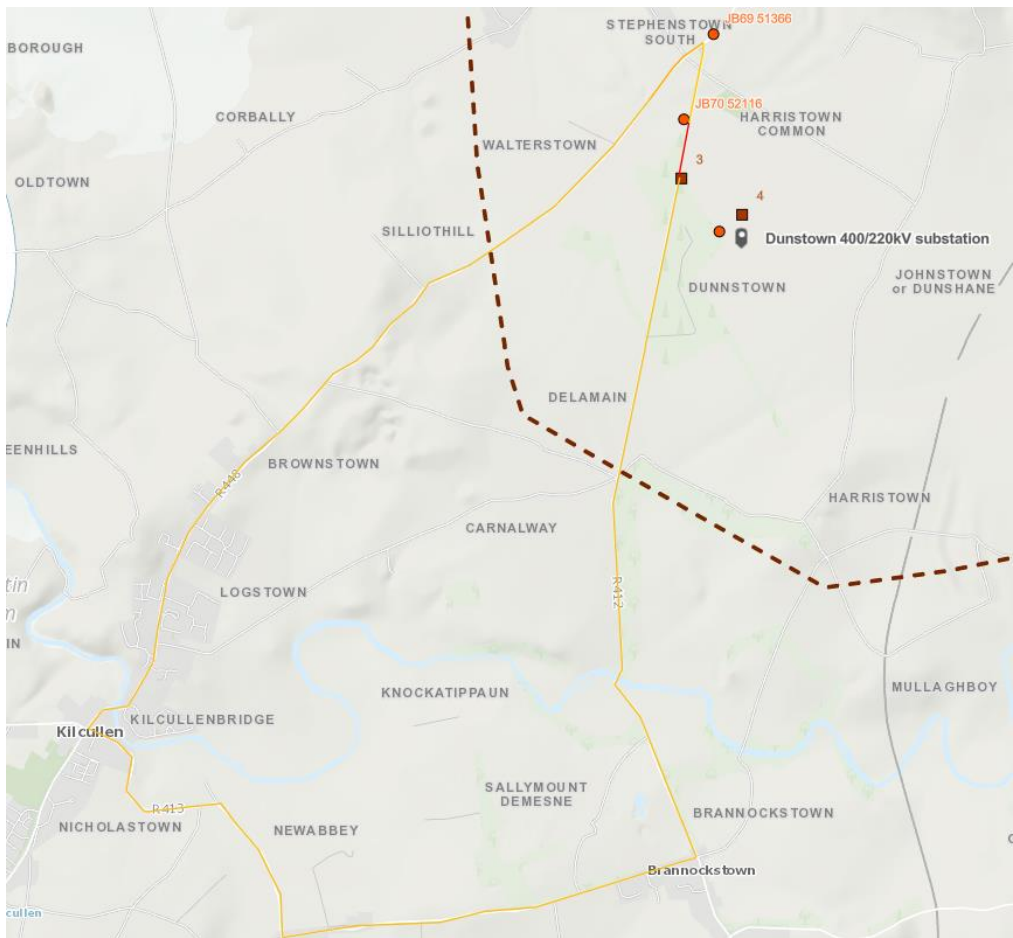 JB69 51366
STEPHENSTOWN
SOUTH
BOROUGH
JB70 52116
CORBALLY
HARRISTOWN
COMMON
WALTERSTOWN
3
OLDTOWN
4
SILLIOTHILL
Dunstown 400/220kV substation
JOHNSTOWN
or DUNSHANE
DUNNSTOWN
DELAMAIN
EENHILLS
BROWNSTOWN
R448
HARRISTOWN
CARNALWAY
tin
LOGSTOWN
R412
m
IN
MULLAGHBOY
KNOCKATIPPAUN
KILCULLENBRIDGE
Kilcullen
SALLYMOUNT
DEMESNE
R413
BRANNOCKSTOWN
NICHOLASTOWN
NEWABBEY
Brannockstown
cullen